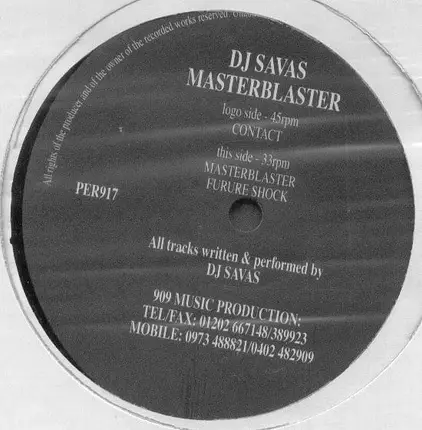 All rights of the producer and of the owner of the recorded works reserved
DJ SAVAS
MASTERBLASTER
logo side - 45rpm
CONTACT
this side - 33rpm
MASTERBLASTER
FURURE SHOCK
PER917
All tracks written & performed by
DJ SAVAS
909 MUSIC PRODUCTION:
TEL/FAX: 01202 667148/389923
MOBILE: 0973 488821/0402 482909